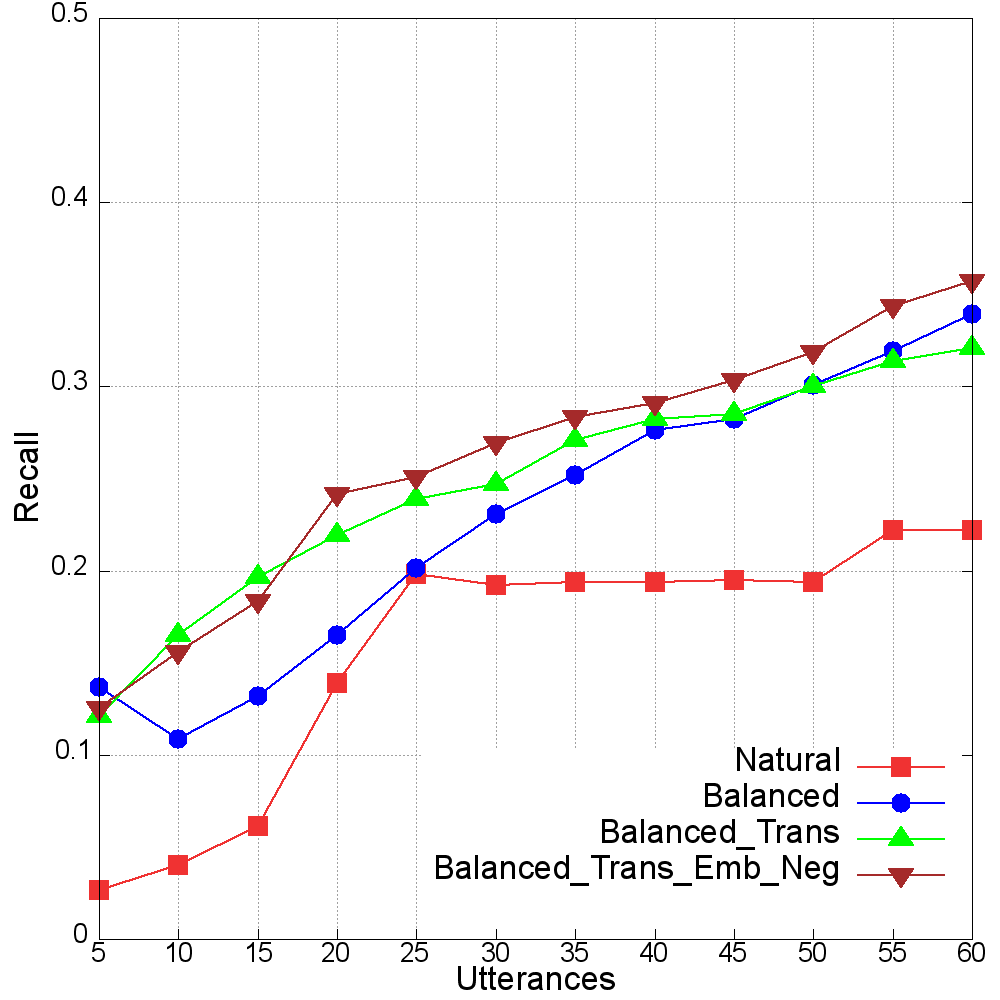 0.5
0.4
0.3
0.2
0.1
0
Recall
Natural
Balanced
Balanced_Trans
Balanced_Trans_Emb_Neg
5 10 15 20 25 30 35 40 45 50 55 60
Utterances